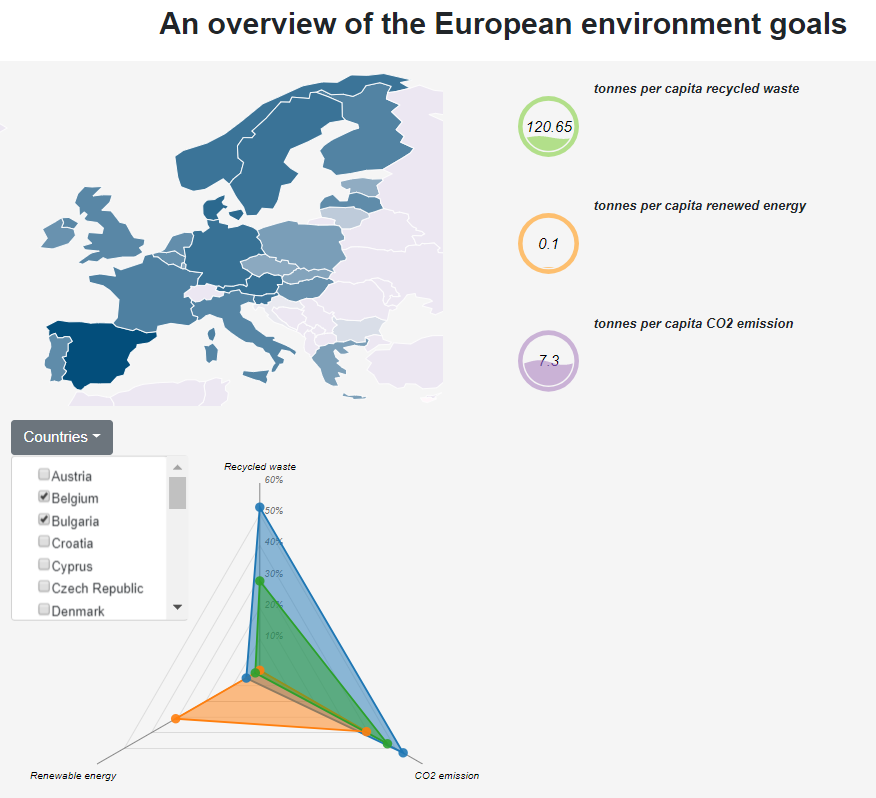 An overview of the European environment goals
tonnes per capita recycled waste
120.65
tonnes per capita renewed energy
0.1
tonnes per capita CO2 emission
7.3
Countries
Austria
Belgium
Bulgaria
Croatia
Cyprus
Czech Republic
Denmark
Recycled waste
60%
50%
40%
30%
20%
10%
Renewable energy
CO2 emission